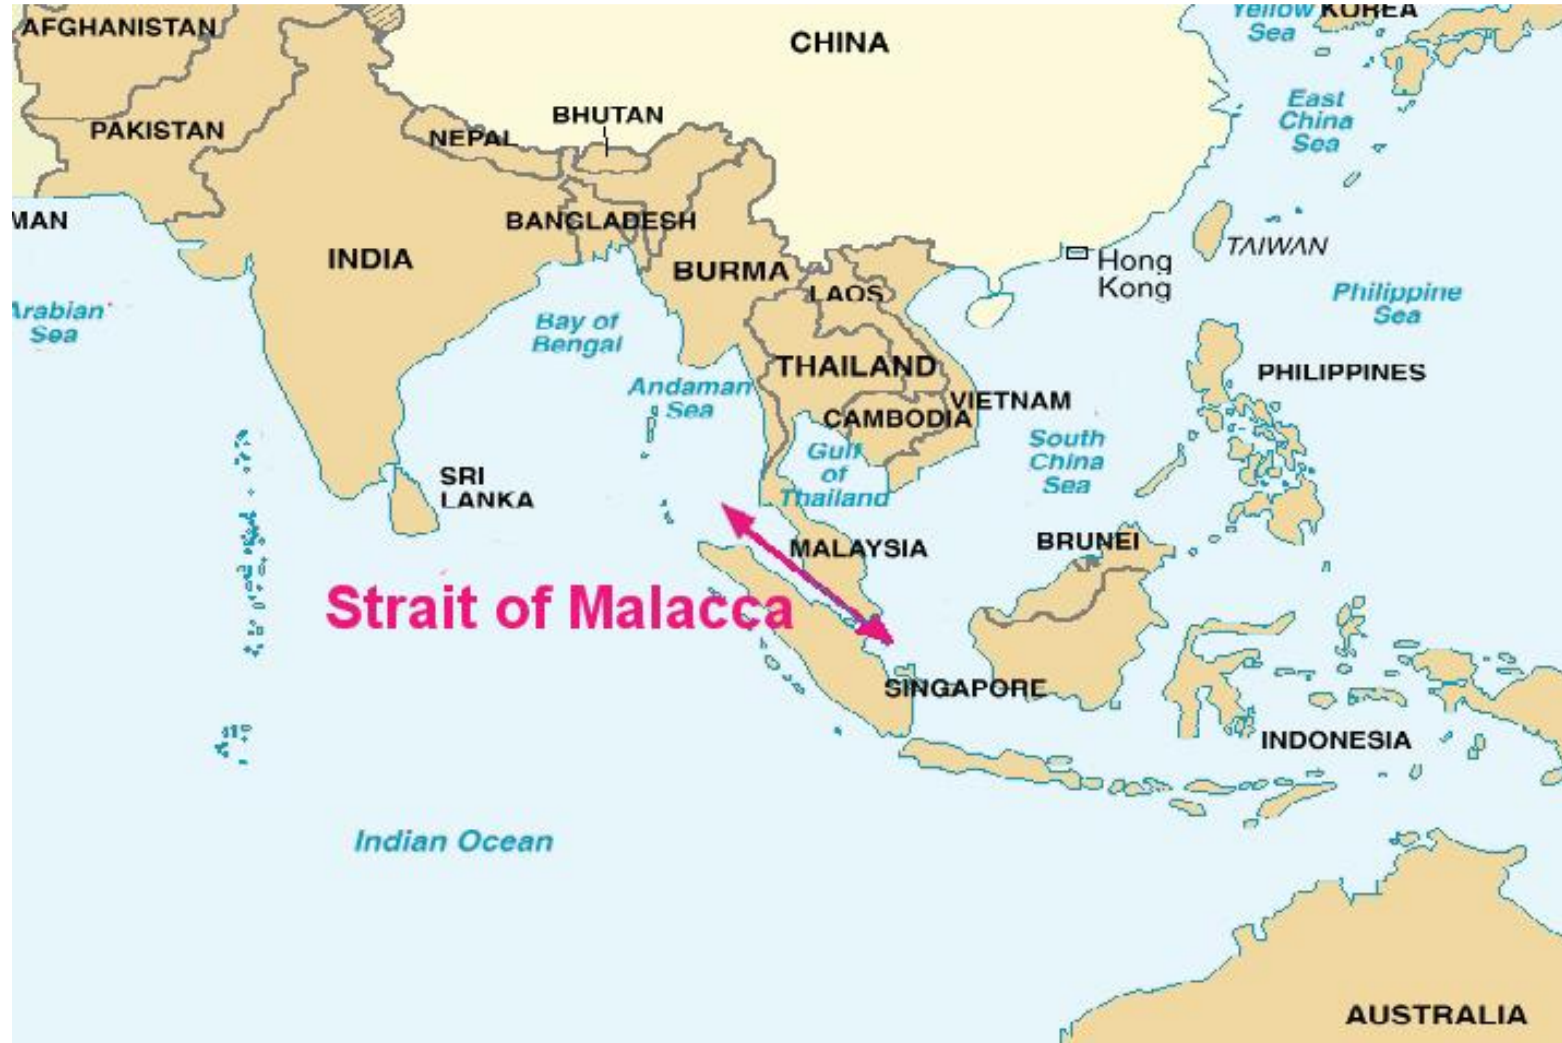 AFGHANISTAN
CHINA
Yellow
Sea
KOREA
East
China
Sea
PAKISTAN
NEPAL
BHUTAN
MAN
INDIA
BANGLADESH
BURMA
LAOS
Hong
Kong
TAIWAN
Arabian
Sea
Bay of
Bengal
Philippine
Sea
THAILAND
Andaman
Sea
VIETNAM
CAMBODIA
PHILIPPINES
Gulf
of
Thailand
South
China
Sea
SRI
LANKA
MALAYSIA
BRUNEI
Strait of Malacca
SINGAPORE
INDONESIA
Indian Ocean
AUSTRALIA